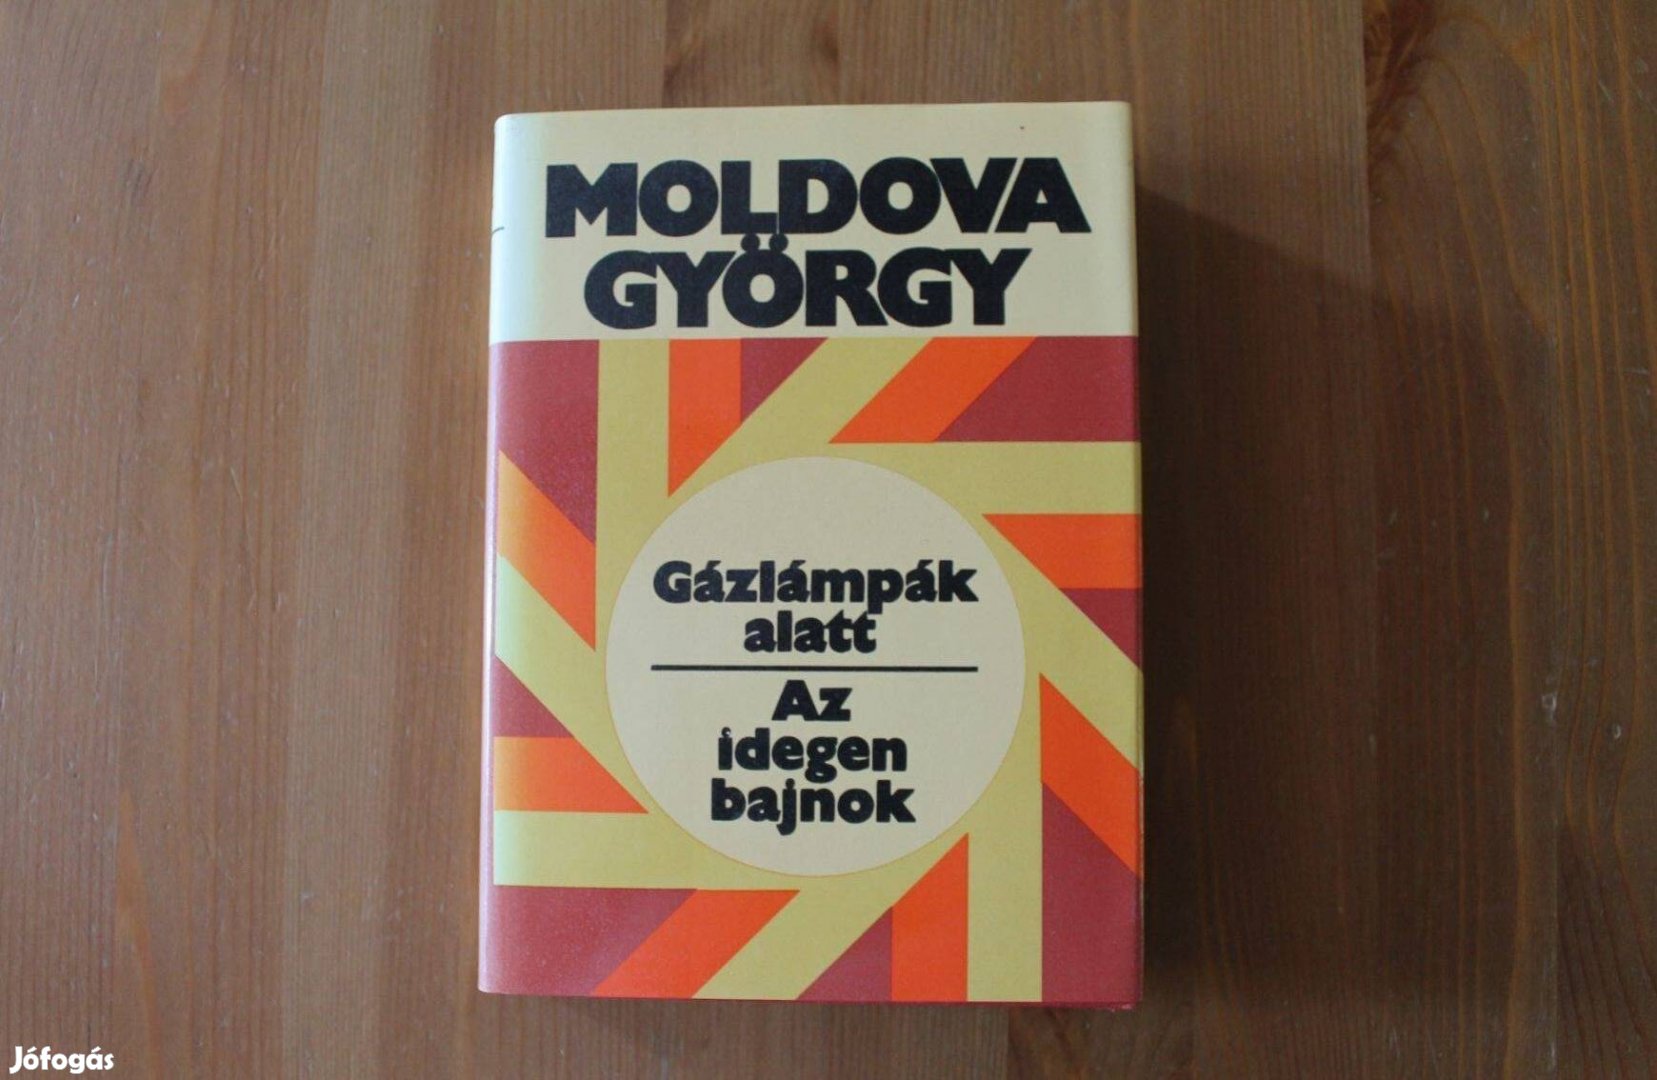 MOLDOVA
GYÖRGY
Gázlámpák
alatt
Az
idegen
bajnok
Jófogás